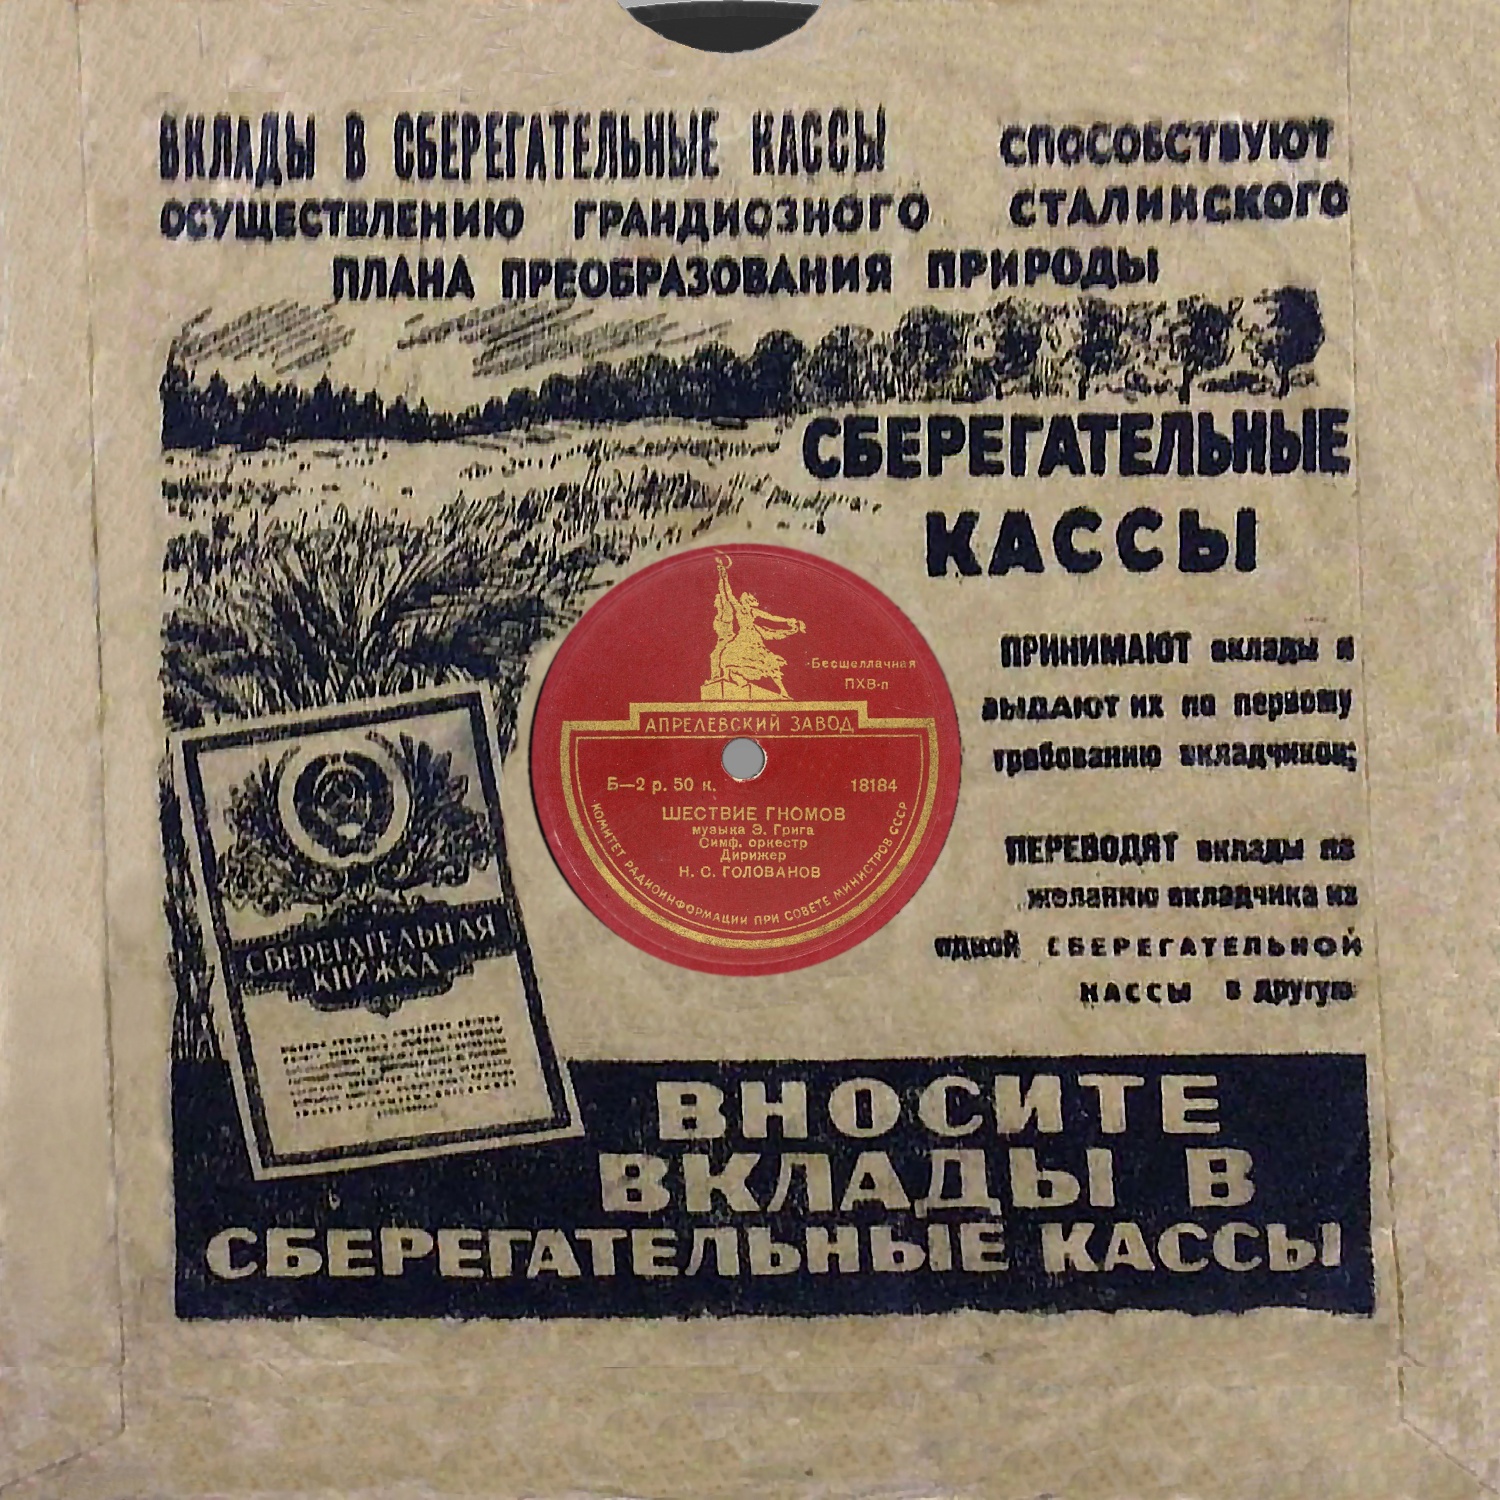 ВКЛАДЫ В СБЕРЕГАТЕЛЬНЫЕ КАССЫ СПОСОБСТВУЮТ
ОСУЩЕСТВЛЕНИЮ ГРАНДИОЗНОГО СТАЛИНСКОГО
ПЛАНА ПРЕОБРАЗОВАНИЯ ПРИРОДЫ
СБЕРЕГАТЕЛЬНЫЕ
КАССЫ
ПРИНИМАЮТ вклады и
ВЫДАЮТ их по первому
требованию вкладчиков;
ПЕРЕВОДЯТ вклады по
желанию вкладчика из
одной СБЕРЕГАТЕЛЬНОЙ
КАССЫ в другую
Бесшеллачная
ПХВ-п
АПРЕЛЕВСКИЙ ЗАВОД
Б—2 р. 50 к. 18184
ШЕСТВИЕ ГНОМОВ
музыка Э. Грига
Симф. оркестр
Дирижер
Н. С. ГОЛОВАНОВ
КОМИТЕТ РАДИОИНФОРМАЦИИ ПРИ СОВЕТЕ МИНИСТРОВ СССР
СБЕРЕГАТЕЛЬНАЯ
КНИЖКА
ВНОСИТЕ
ВКЛАДЫ В
СБЕРЕГАТЕЛЬНЫЕ КАССЫ